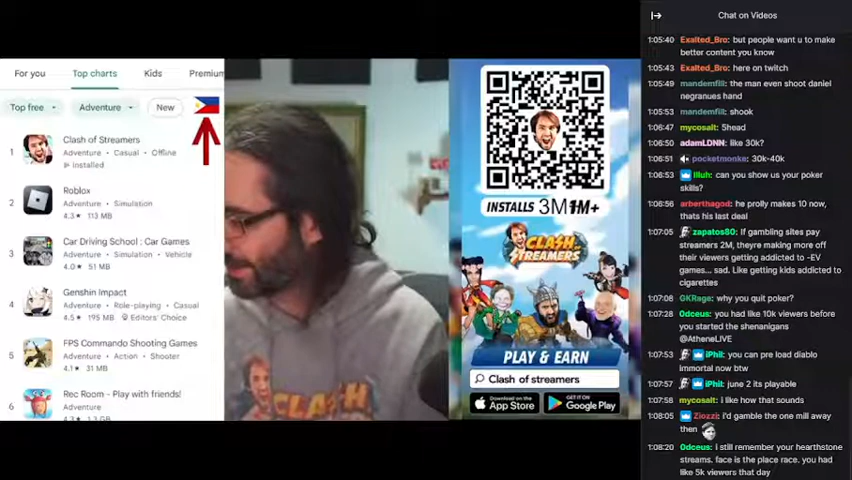 For you
Top charts
Kids
Premium
Top free
Adventure
New
1
Clash of Streamers
Adventure • Casual • Offline
Installed
2
Roblox
Adventure • Simulation
4.3★ 113 MB
3
Car Driving School : Car Games
Adventure • Simulation • Vehicle
4.0★ 51 MB
4
Genshin Impact
Adventure • Role-playing • Casual
4.5★ 195 MB Editors' Choice
5
FPS Commando Shooting Games
Adventure • Action • Shooter
4.1★ 31 MB
6
Rec Room - Play with friends!
Adventure
4.3★ 1.3 GB
CLASH
INSTALLS 3M 1M+
CLASH OF
STREAMERS
PLAY & EARN
Clash of streamers
Download on the
App Store
GET IT ON
Google Play
Chat on Videos
1:05:40 Exalted_Bro: but people want u to make
better content you know
1:05:43 Exalted_Bro: here on twitch
1:05:49 mandemfill: the man even shoot daniel
negranues hand
1:05:53 mandemfill: shook
1:06:47 mycosalt: 5head
1:06:50 adamLDNN: like 30k?
1:06:51 pocketmonke: 30k-40k
1:06:53 Illuh: can you show us your poker
skills?
1:06:56 arberthagod: he prolly makes 10 now,
thats his last deal
1:07:05 zapatos80: If gambling sites pay
streamers 2M, theyre making more off
their viewers getting addicted to -EV
games... sad. Like getting kids addicted to
cigarettes
1:07:08 GKRage: why you quit poker?
1:07:28 Odceus: you had like 10k viewers before
you started the shenanigans
@AtheneLIVE
1:07:53 iPhil: you can pre load diablo
immortal now btw
1:07:57 iPhil: june 2 its playable
1:07:58 mycosalt: i like how that sounds
1:08:05 Ziozzi: i'd gamble the one mill away
then
1:08:20 Odceus: i still remember your hearthstone
streams. face is the place race. you had
like 5k viewers that day